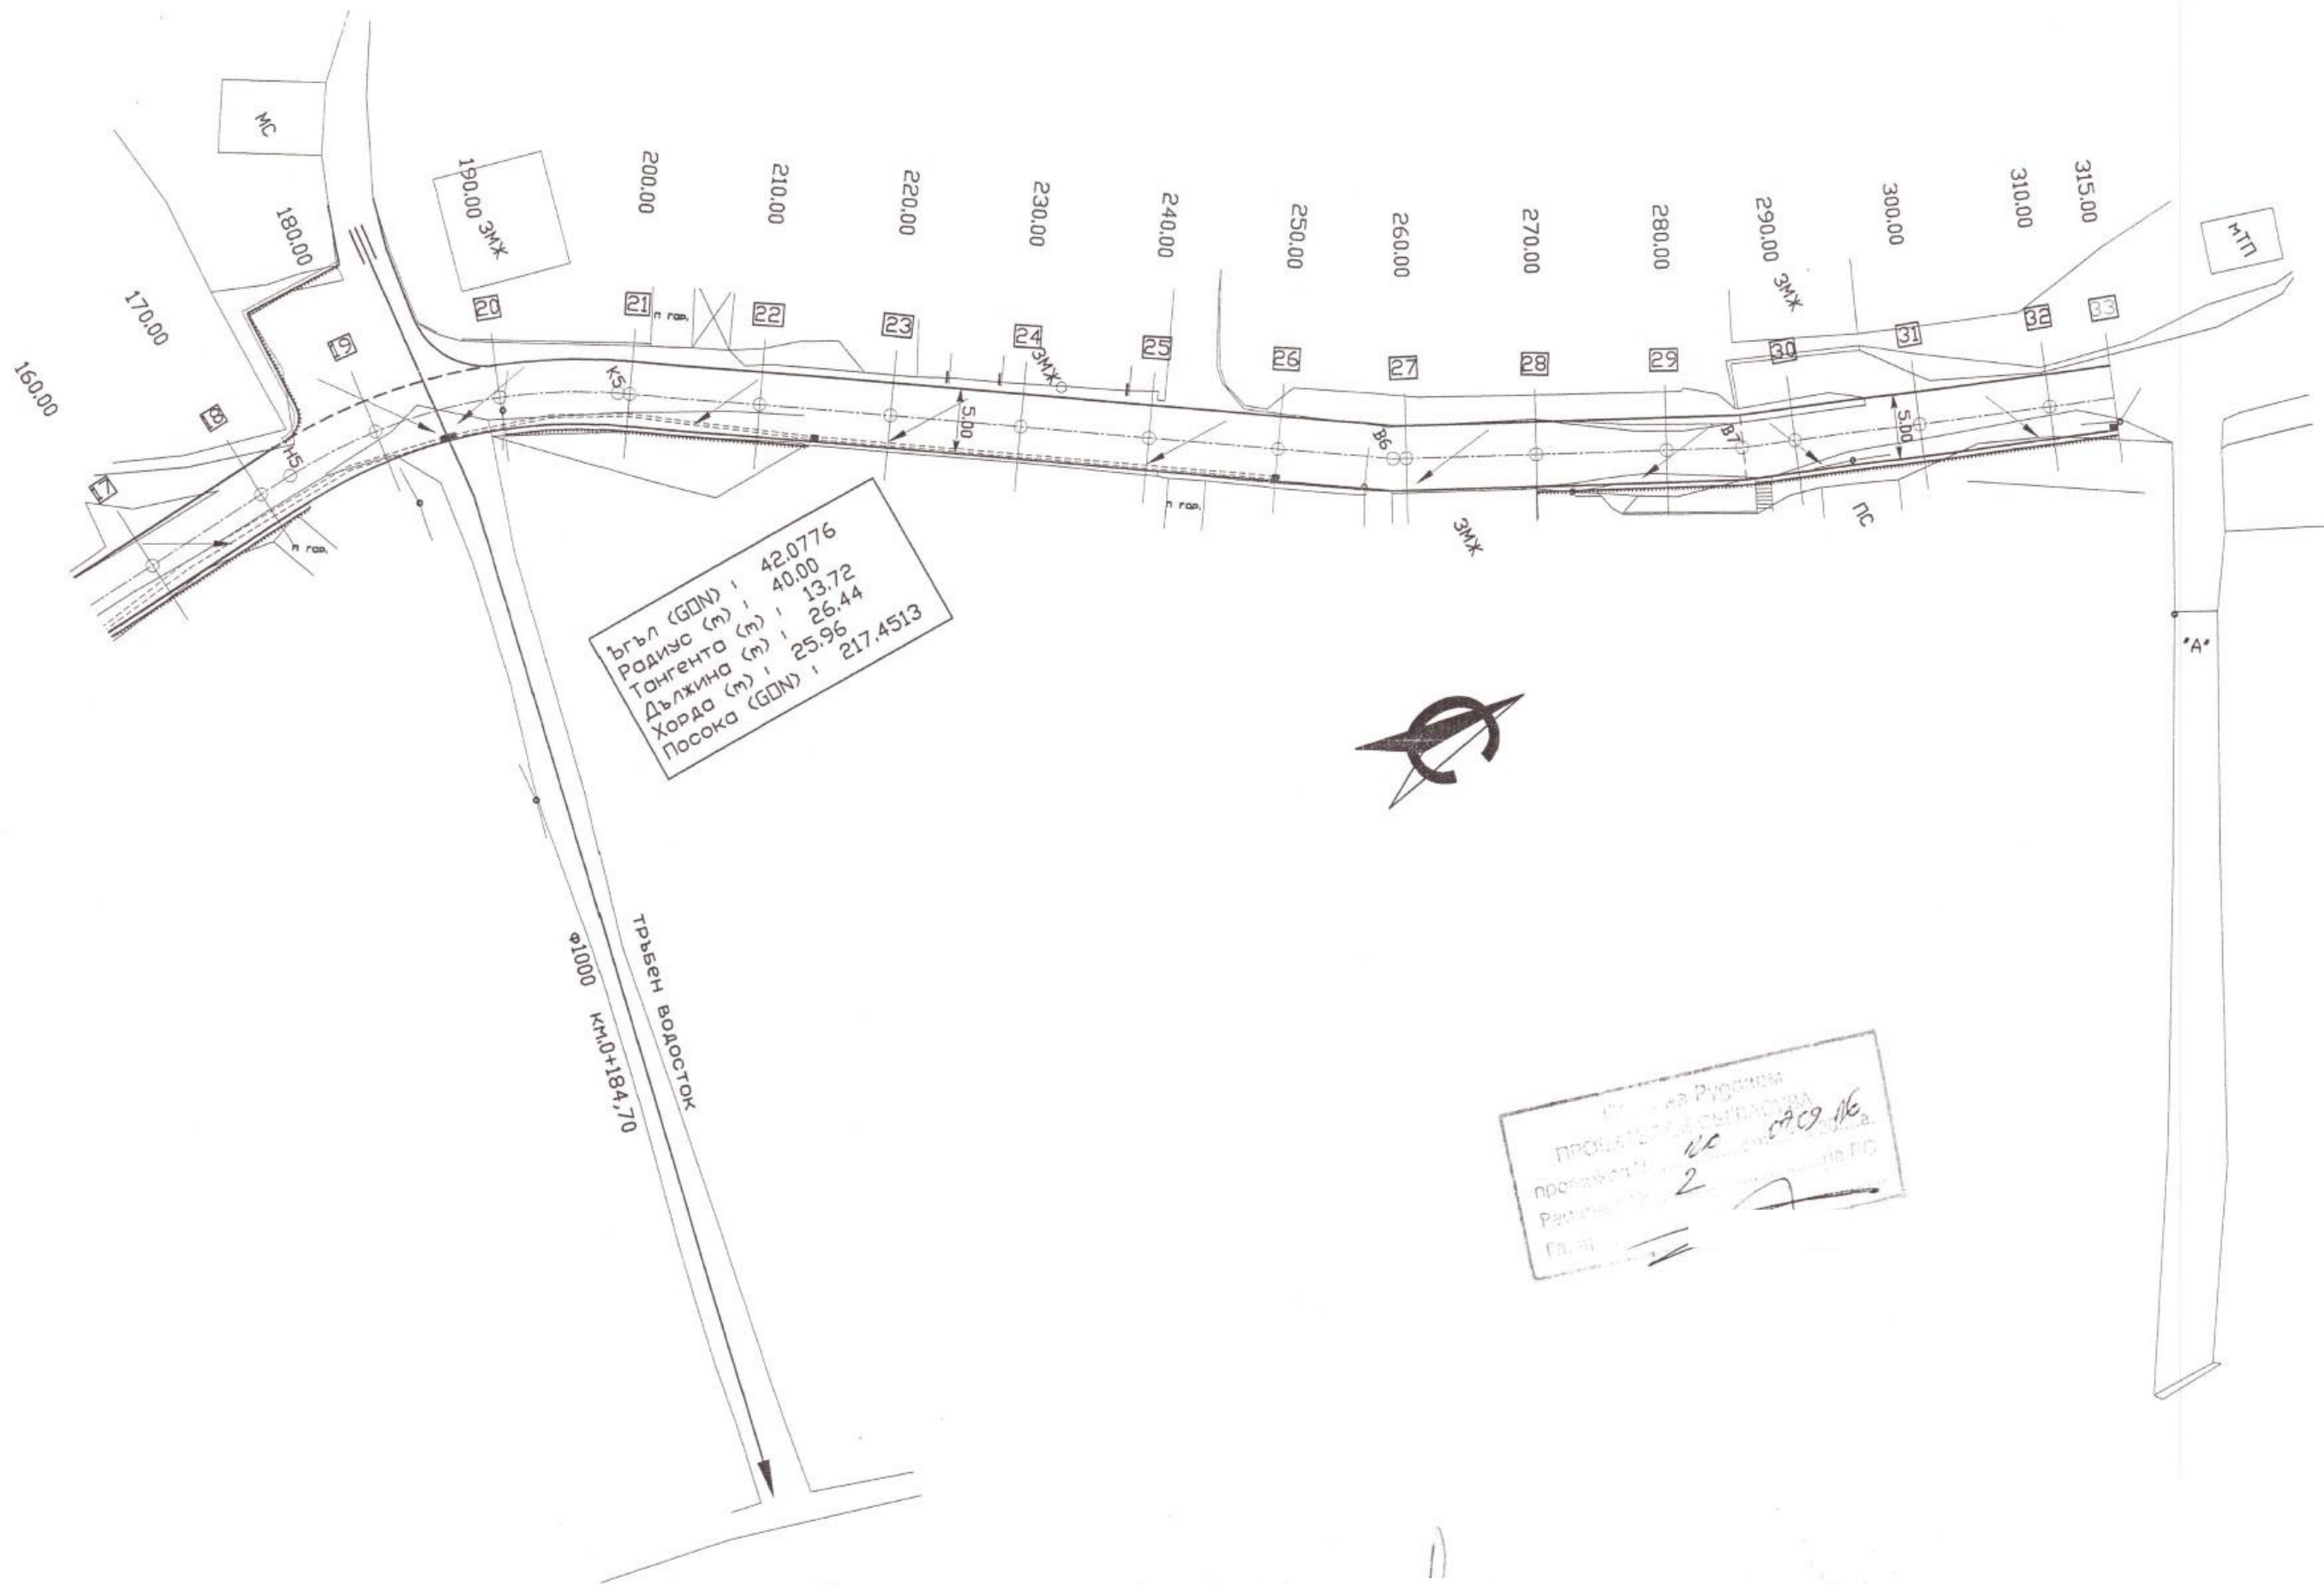 МС
190.00
ЗМЖ
180.00
170.00
160.00
200.00
210.00
220.00
230.00
240.00
250.00
260.00
270.00
280.00
290.00
ЗМЖ
300.00
310.00
315.00
МТП
17
18
19
20
21
п гар.
22
23
24
ЗМЖ
25
26
27
28
29
30
31
32
33
Н5
К5
5.00
В6
В7
5.00
п гар.
п гар.
ЗМЖ
ПС
"А"
Ъгъл (GON) : 42.0776
Радиус (m) : 40.00
Тангента (m) : 13.72
Дължина (m) : 26.44
Хорда (m) : 25.96
Посока (GON) : 217.4513
ТРЪБЕН ВОДОСТОК
Ф1000 КМ.0+184,70
2